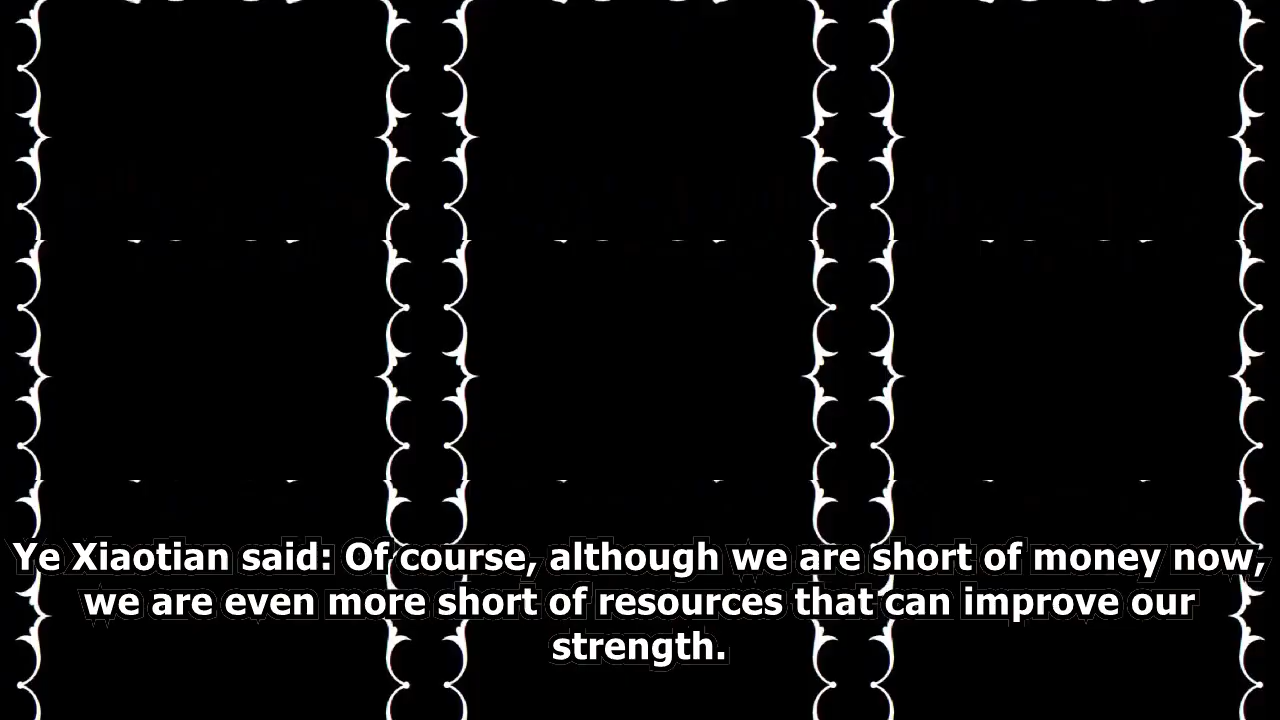 Ye Xiaotian said: Of course, although we are short of money now,
we are even more short of resources that can improve our
strength.